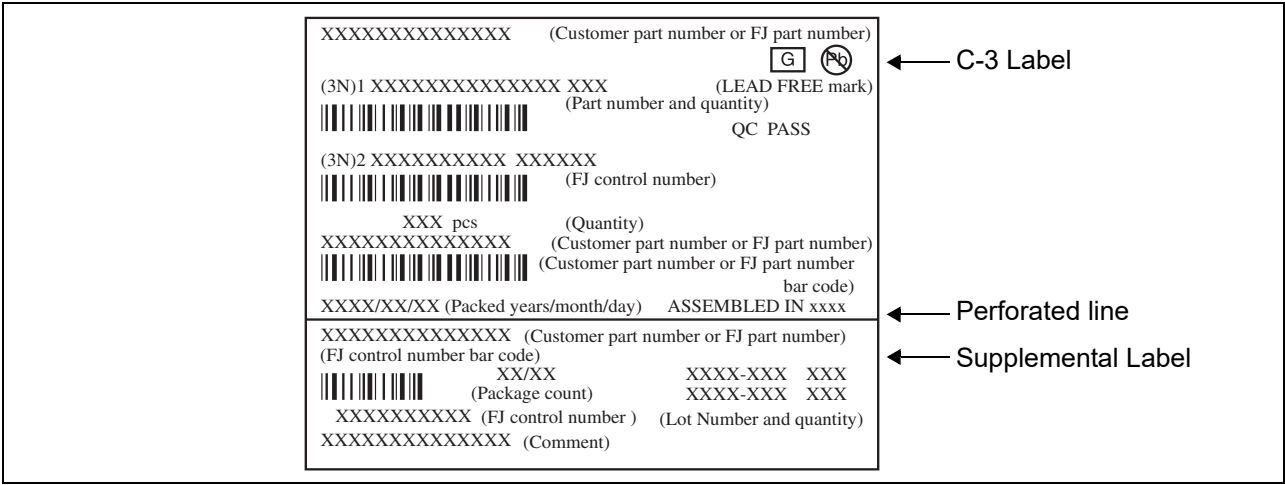 XXXXXXXXXXXXXX (Customer part number or FJ part number)
G Pb
C-3 Label
(3N)1 XXXXXXXXXXXXXX XXX (LEAD FREE mark)
(Part number and quantity)
QC PASS
(3N)2 XXXXXXXXXX XXXXXX
(FJ control number)
XXX pcs (Quantity)
XXXXXXXXXXXXXX (Customer part number or FJ part number)
(Customer part number or FJ part number
bar code)
XXXX/XX/XX (Packed years/month/day) ASSEMBLED IN xxxx
Perforated line
XXXXXXXXXXXXXX (Customer part number or FJ part number)
(FJ control number bar code)
Supplemental Label
XX/XX XXXX-XXX XXX
(Package count) XXXX-XXX XXX
XXXXXXXXXX (FJ control number ) (Lot Number and quantity)
XXXXXXXXXXXXXX (Comment)